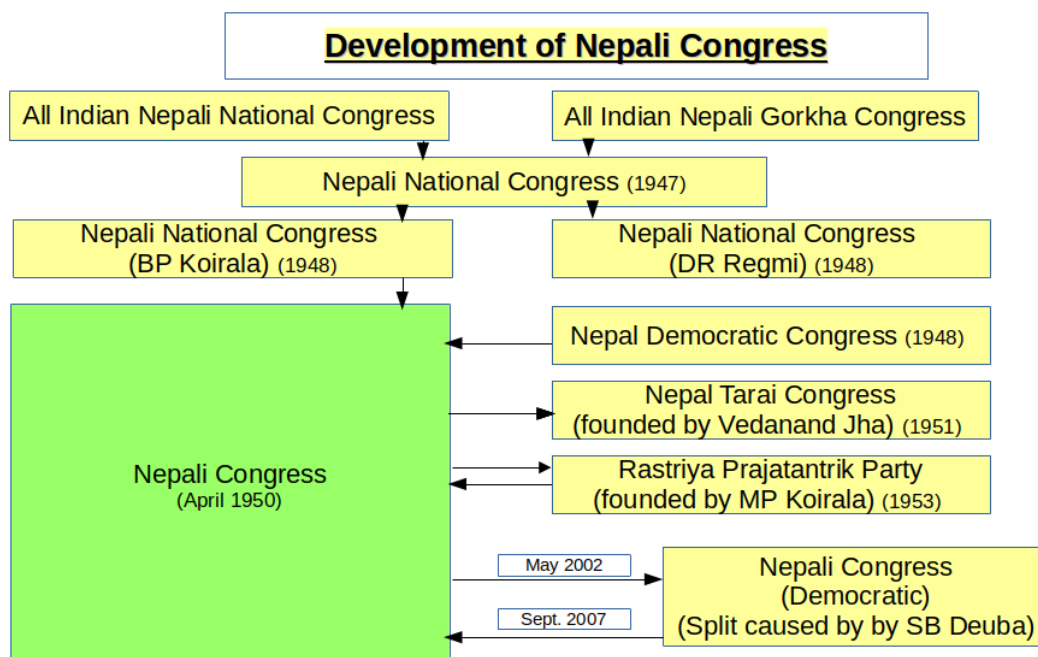 Development of Nepali Congress
All Indian Nepali National Congress
All Indian Nepali Gorkha Congress
Nepali National Congress (1947)
Nepali National Congress
(BP Koirala) (1948)
Nepali National Congress
(DR Regmi) (1948)
Nepal Democratic Congress (1948)
Nepal Tarai Congress
(founded by Vedanand Jha) (1951)
Nepali Congress
(April 1950)
Rastriya Prajatantrik Party
(founded by MP Koirala) (1953)
May 2002
Sept. 2007
Nepali Congress
(Democratic)
(Split caused by by SB Deuba)